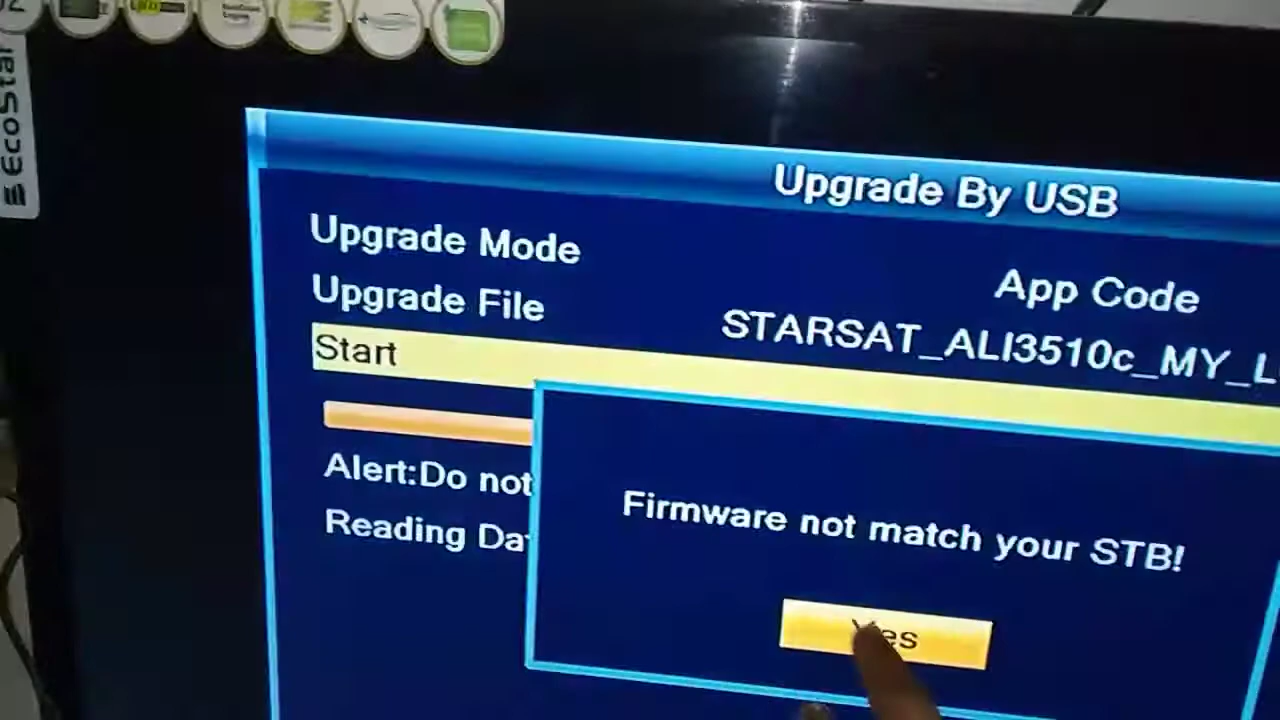 EcoStar
Upgrade By USB
Upgrade Mode
App Code
Upgrade File
STARSAT_ALI3510c_MY_L
Start
Alert:Do not
Reading Da
Firmware not match your STB!
Yes